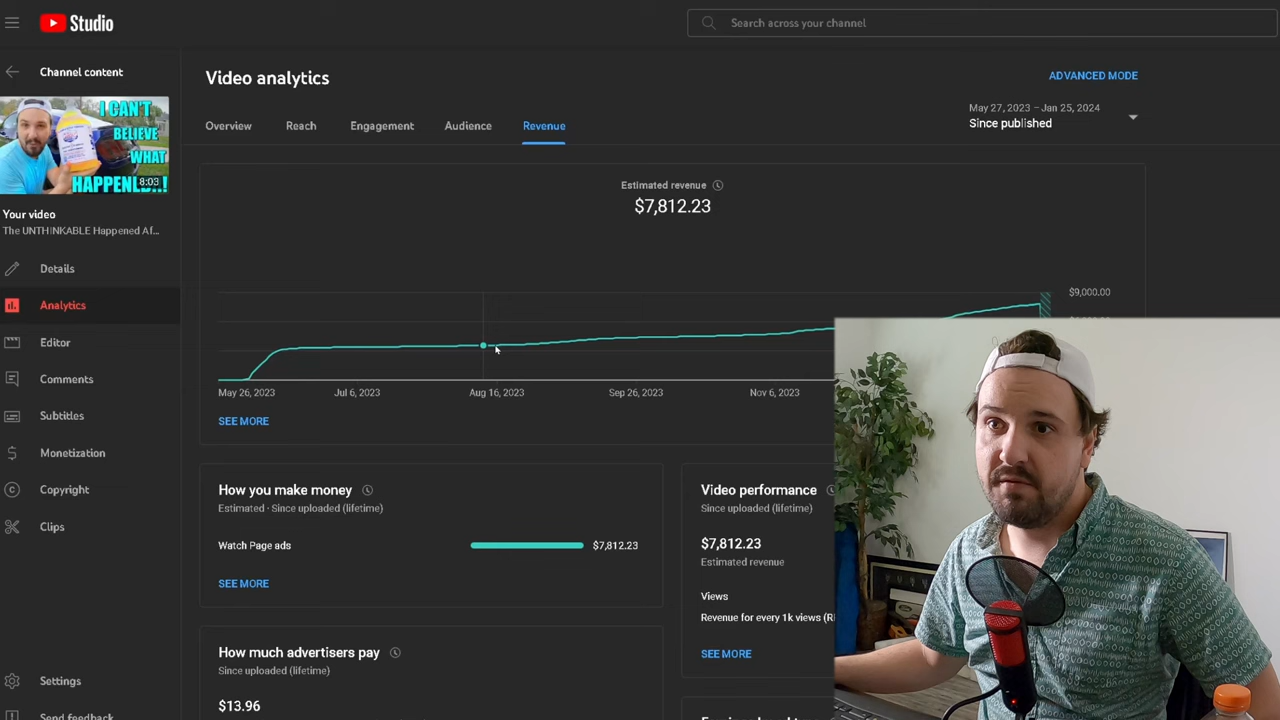 Studio
Search across your channel
Channel content
I CAN'T
BELIEVE
WHAT
8:03
Your video
The UNTHINKABLE Happened Af...
Details
Analytics
Editor
Comments
Subtitles
Monetization
Copyright
Clips
Settings
Send feedback
Video analytics
ADVANCED MODE
May 27, 2023 – Jan 25, 2024
Since published
Overview
Reach
Engagement
Audience
Revenue
Estimated revenue
$7,812.23
$9,000.00
May 26, 2023
Jul 6, 2023
Aug 16, 2023
Sep 26, 2023
Nov 6, 2023
SEE MORE
How you make money
Estimated · Since uploaded (lifetime)
Watch Page ads
$7,812.23
SEE MORE
Video performance
Since uploaded (lifetime)
$7,812.23
Estimated revenue
Views
Revenue for every 1k views
SEE MORE
How much advertisers pay
Since uploaded (lifetime)
$13.96